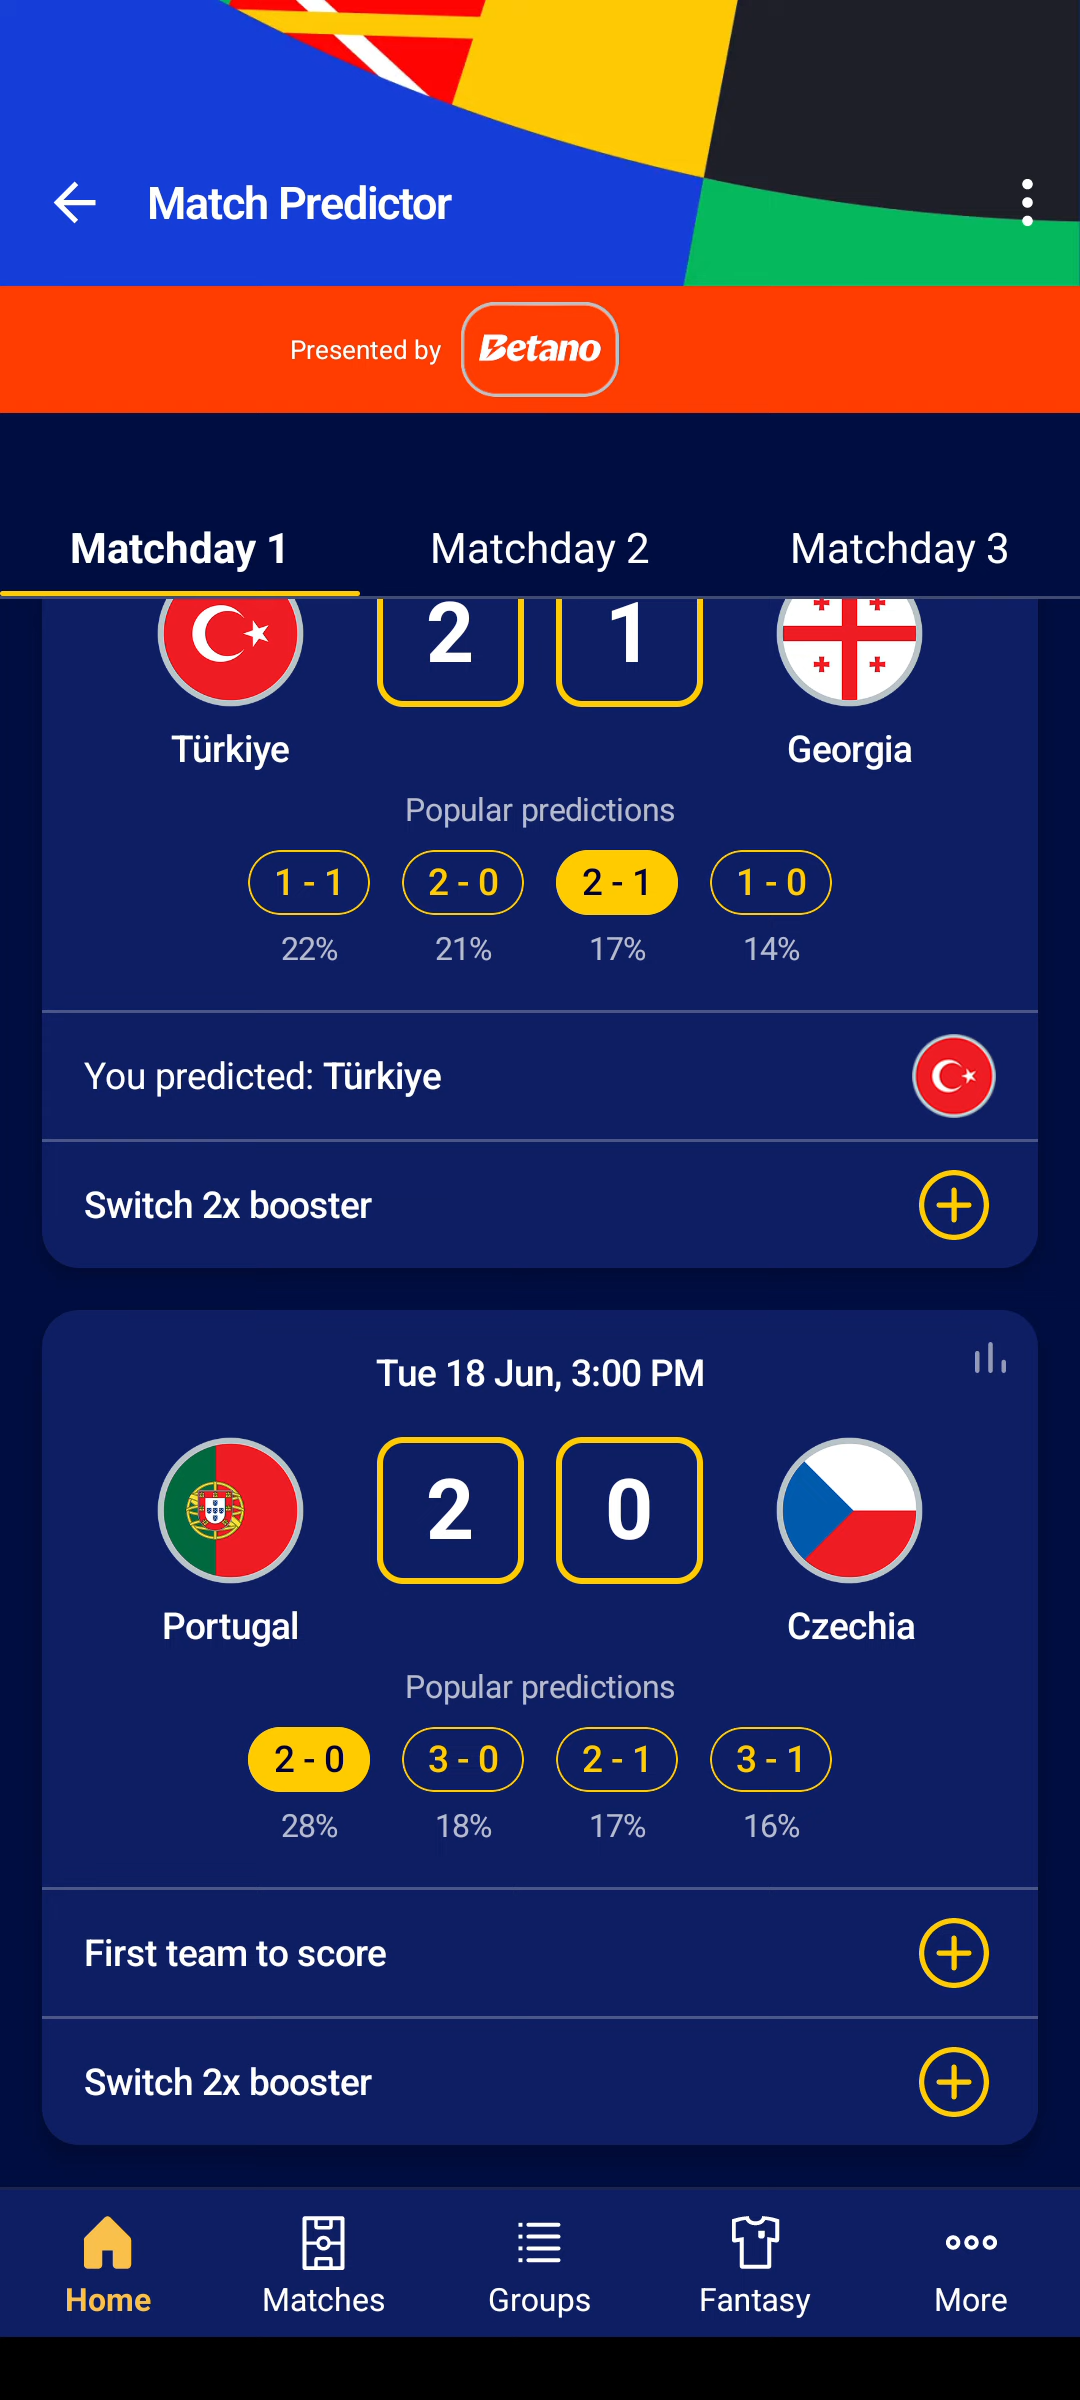 Match Predictor
Presented by Betano
Matchday 1 Matchday 2 Matchday 3
2 1
Türkiye Georgia
Popular predictions
1 - 1 2 - 0 2 - 1 1 - 0
22% 21% 17% 14%
You predicted: Türkiye
Switch 2x booster
Tue 18 Jun, 3:00 PM
2 0
Portugal Czechia
Popular predictions
2 - 0 3 - 0 2 - 1 3 - 1
28% 18% 17% 16%
First team to score
Switch 2x booster
Home Matches Groups Fantasy More